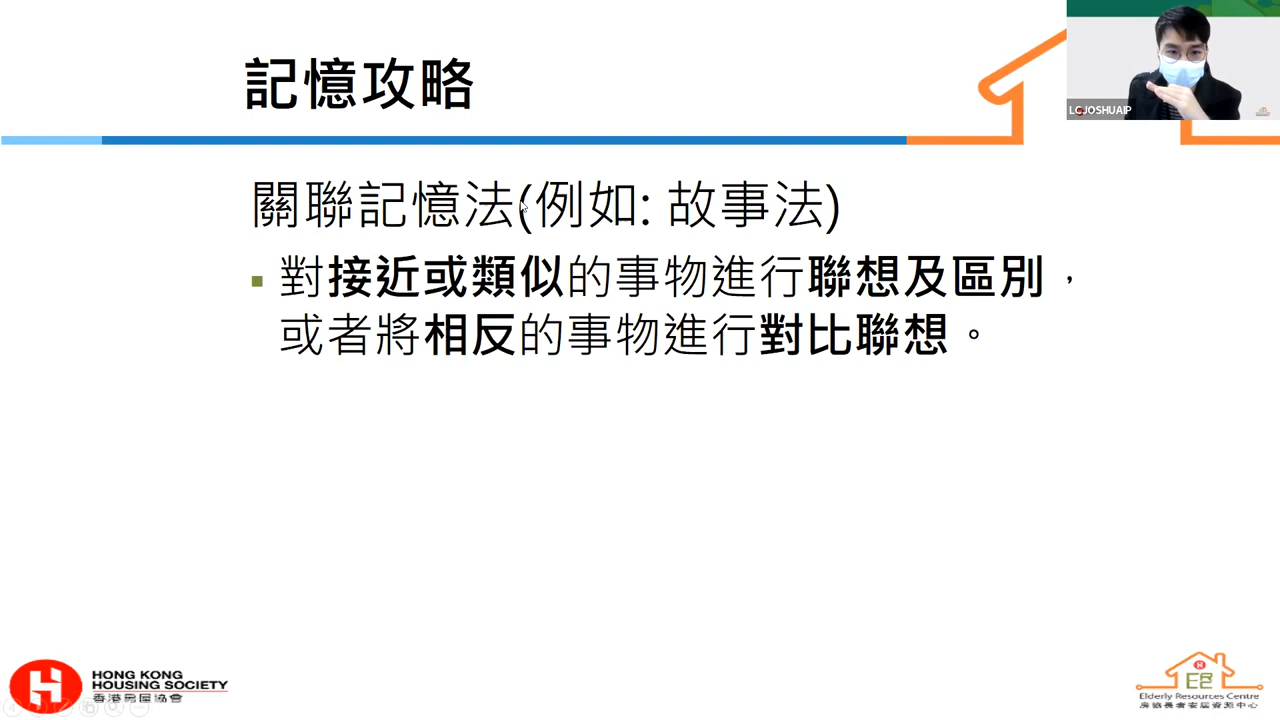 記憶攻略
LCJOSHUAIP
關聯記憶法(例如: 故事法)
對接近或類似的事物進行聯想及區別，
或者將相反的事物進行對比聯想。
HONG KONG
HOUSING SOCIETY
香港房屋協會
Elderly Resources Centre
房協長者安居資源中心